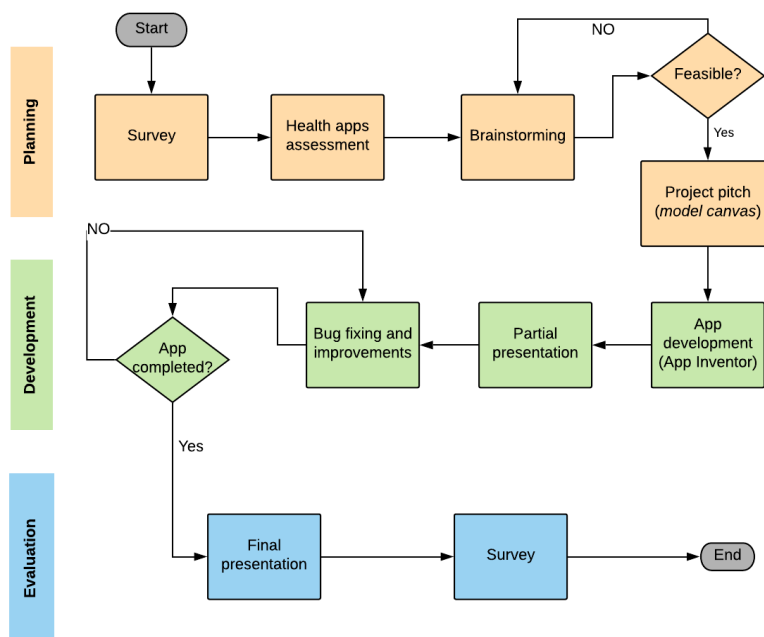 Start
NO
Planning
Survey
Health apps
assessment
Brainstorming
Feasible?
Yes
Project pitch
(model canvas)
NO
Development
App
completed?
Bug fixing and
improvements
Partial
presentation
App
development
(App Inventor)
Yes
Evaluation
Final
presentation
Survey
End